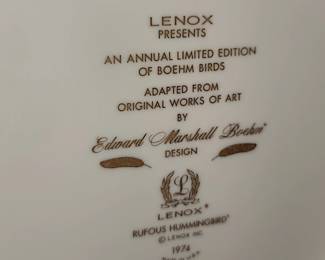 LENOX
PRESENTS
AN ANNUAL LIMITED EDITION
OF BOEHM BIRDS
ADAPTED FROM
ORIGINAL WORKS OF ART
BY
Edward Marshall Boehm
DESIGN
L
LENOX®
RUFOUS HUMMINGBIRD
© LENOX INC.
1974